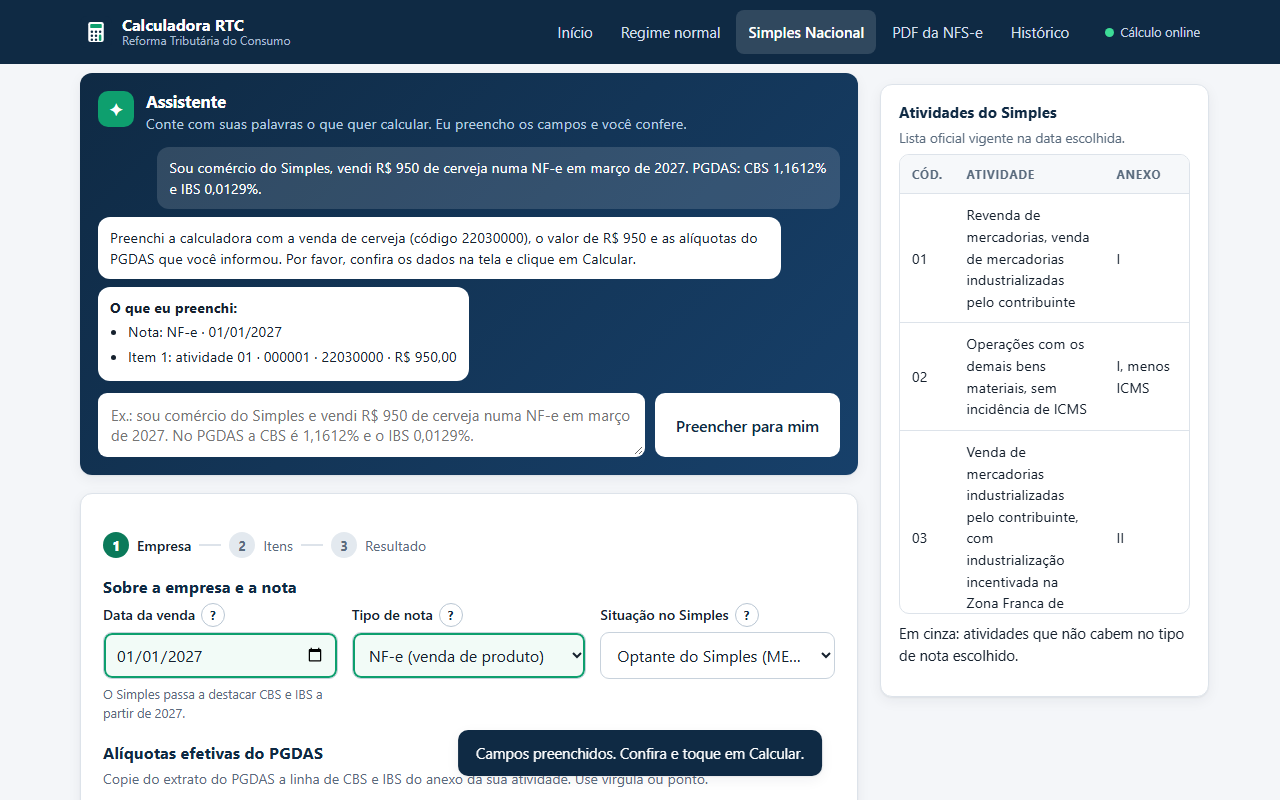 Calculadora RTC
Reforma Tributária do Consumo
Início
Regime normal
Simples Nacional
PDF da NFS-e
Histórico
Cálculo online
Assistente
Conte com suas palavras o que quer calcular. Eu preencho os campos e você confere.
Sou comércio do Simples, vendi R$ 950 de cerveja numa NF-e em março de 2027. PGDAS: CBS 1,1612%
e IBS 0,0129%.
Preenchi a calculadora com a venda de cerveja (código 22030000), o valor de R$ 950 e as alíquotas do
PGDAS que você informou. Por favor, confira os dados na tela e clique em Calcular.
O que eu preenchi:
• Nota: NF-e · 01/01/2027
• Item 1: atividade 01 · 000001 · 22030000 · R$ 950,00
Ex.: sou comércio do Simples e vendi R$ 950 de cerveja numa NF-e em março
de 2027. No PGDAS a CBS é 1,1612% e o IBS 0,0129%.
Preencher para mim
1 Empresa
2 Itens
3 Resultado
Sobre a empresa e a nota
Data da venda ?
Tipo de nota ?
Situação no Simples ?
01/01/2027
NF-e (venda de produto)
Optante do Simples (ME...
O Simples passa a destacar CBS e IBS a
partir de 2027.
Alíquotas efetivas do PGDAS
Copie do extrato do PGDAS a linha de CBS e IBS do anexo da sua atividade. Use vírgula ou ponto.
Campos preenchidos. Confira e toque em Calcular.
Atividades do Simples
Lista oficial vigente na data escolhida.
CÓD.
ATIVIDADE
ANEXO
01
Revenda de
mercadorias, venda
de mercadorias
industrializadas
pelo contribuinte
I
02
Operações com os
demais bens
materiais, sem
incidência de ICMS
I, menos
ICMS
03
Venda de
mercadorias
industrializadas
pelo contribuinte,
com
industrialização
incentivada na
Zona Franca de
II
Em cinza: atividades que não cabem no tipo
de nota escolhido.